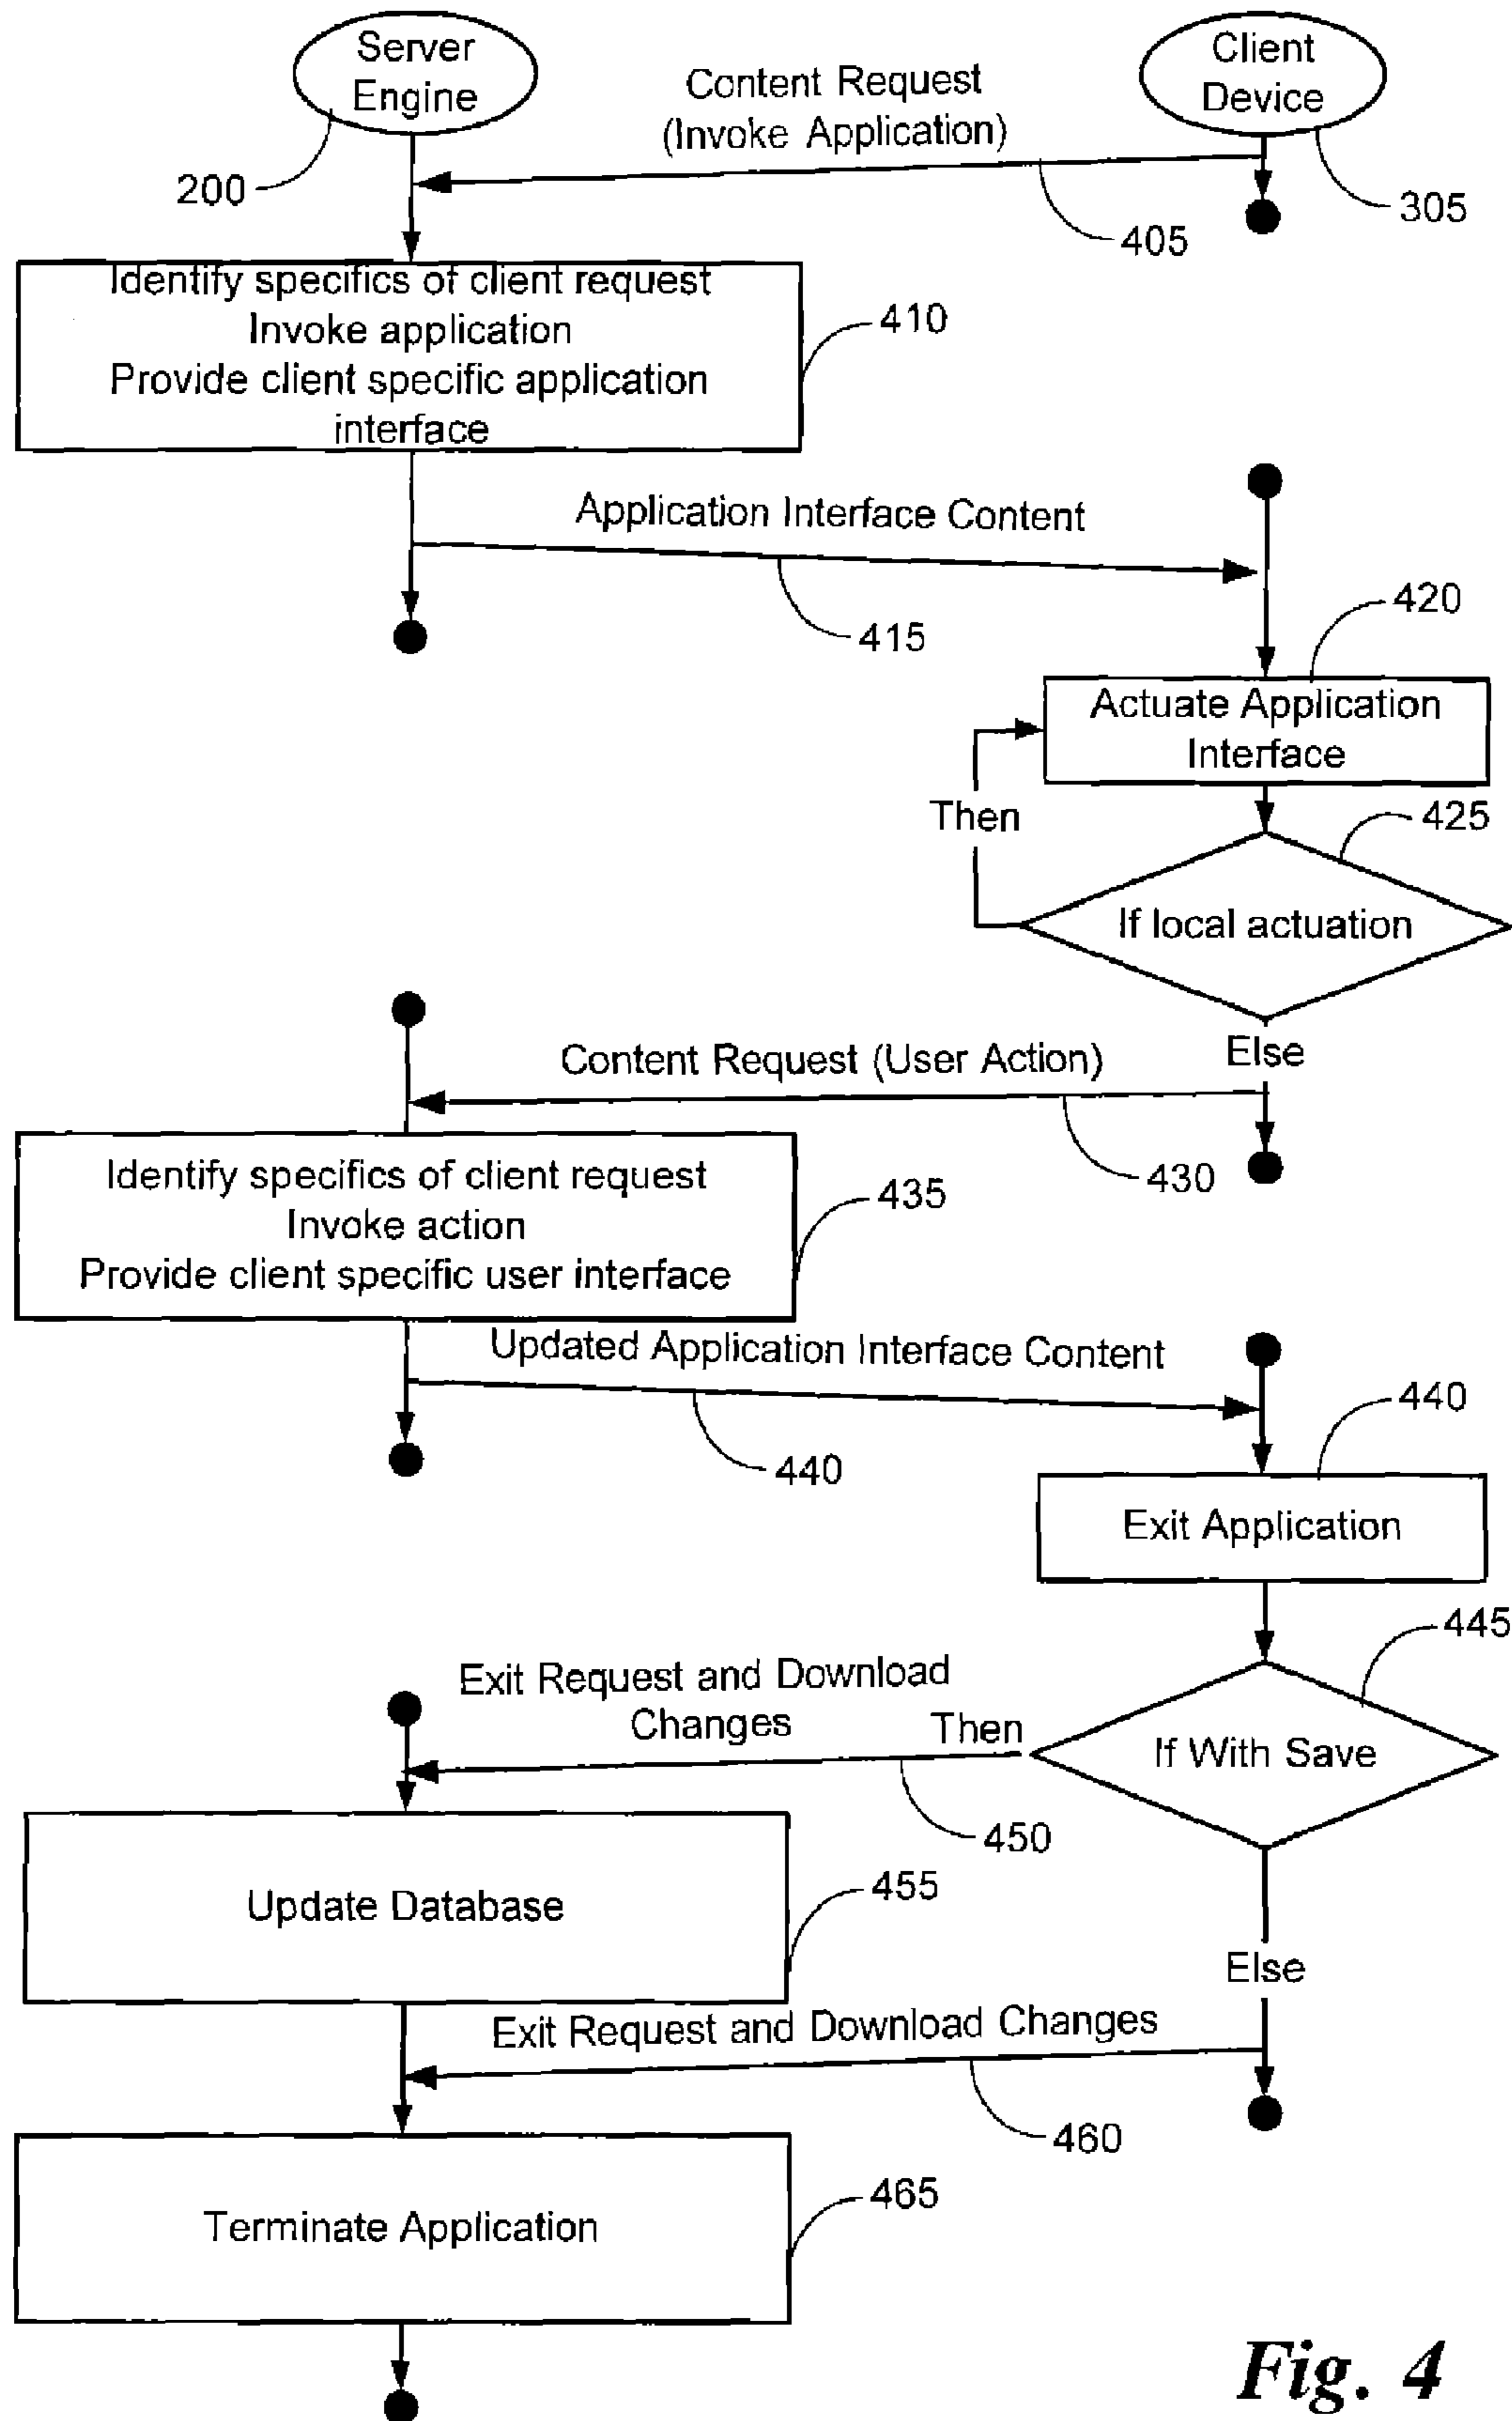 Server
Engine
Client
Device
Content Request
(Invoke Application)
200
305
405
Identify specifics of client request
Invoke application
Provide client specific application
interface
410
Application Interface Content
415
420
Actuate Application
Interface
Then
425
If local actuation
Else
Content Request (User Action)
430
Identify specifics of client request
Invoke action
Provide client specific user interface
435
Updated Application Interface Content
440
440
Exit Application
445
Exit Request and Download
Changes
Then
If With Save
450
Update Database
455
Else
Exit Request and Download Changes
460
Terminate Application
465
Fig. 4